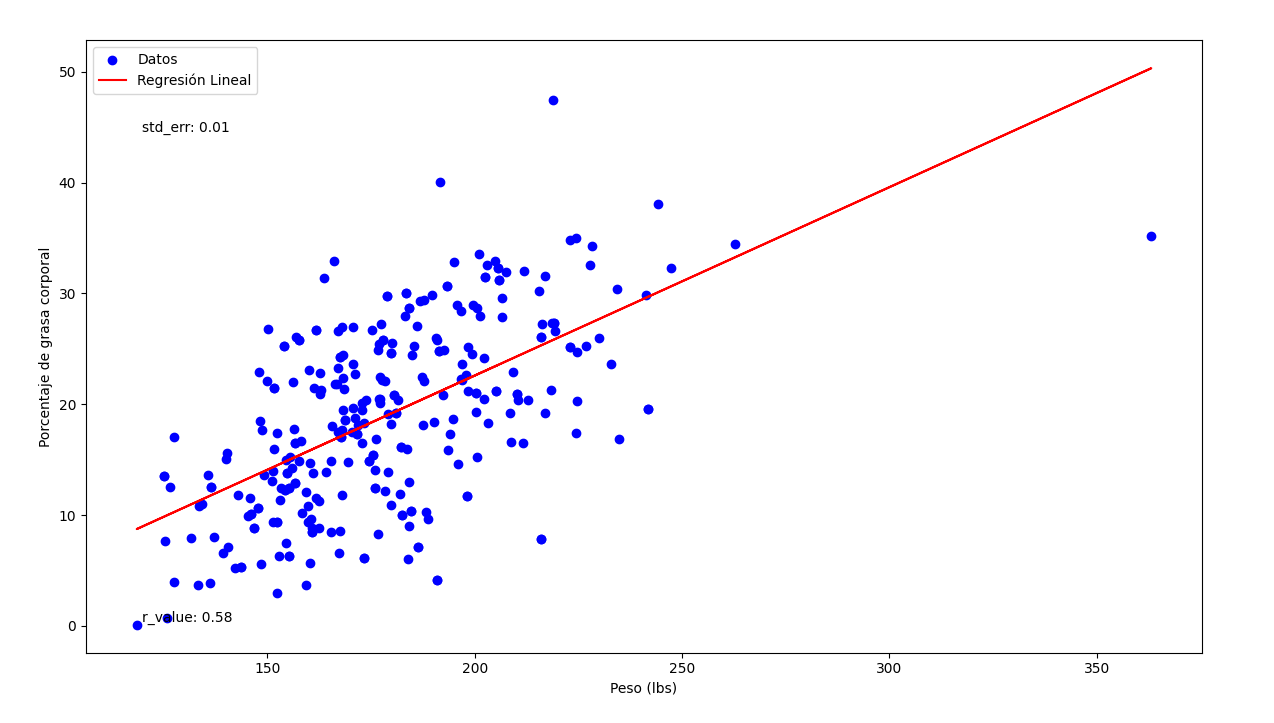 Datos
Regresión Lineal
std_err: 0.01
r_value: 0.58
50
40
30
20
10
0
150
200
250
300
350
Porcentaje de grasa corporal
Peso (lbs)